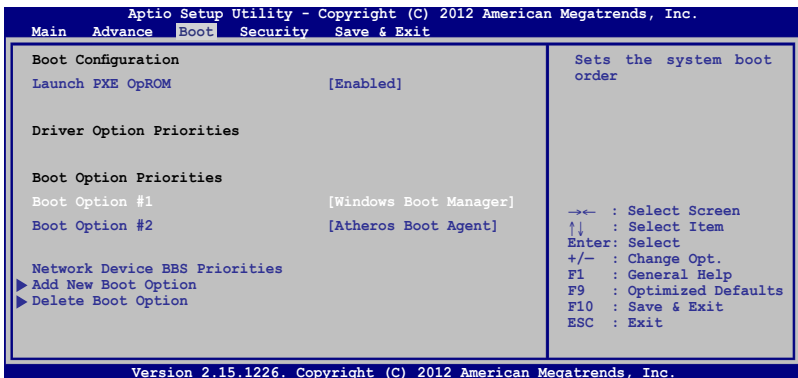 Aptio Setup Utility - Copyright (C) 2012 American Megatrends, Inc.
Main Advance Boot Security Save & Exit
Boot Configuration
Launch PXE OpROM [Enabled]
Driver Option Priorities
Boot Option Priorities
Boot Option #1 [Windows Boot Manager]
Boot Option #2 [Atheros Boot Agent]
Network Device BBS Priorities
Add New Boot Option
Delete Boot Option
Sets the system boot
order
→← : Select Screen
↑↓ : Select Item
Enter: Select
+/— : Change Opt.
F1 : General Help
F9 : Optimized Defaults
F10 : Save & Exit
ESC : Exit
Version 2.15.1226. Copyright (C) 2012 American Megatrends, Inc.